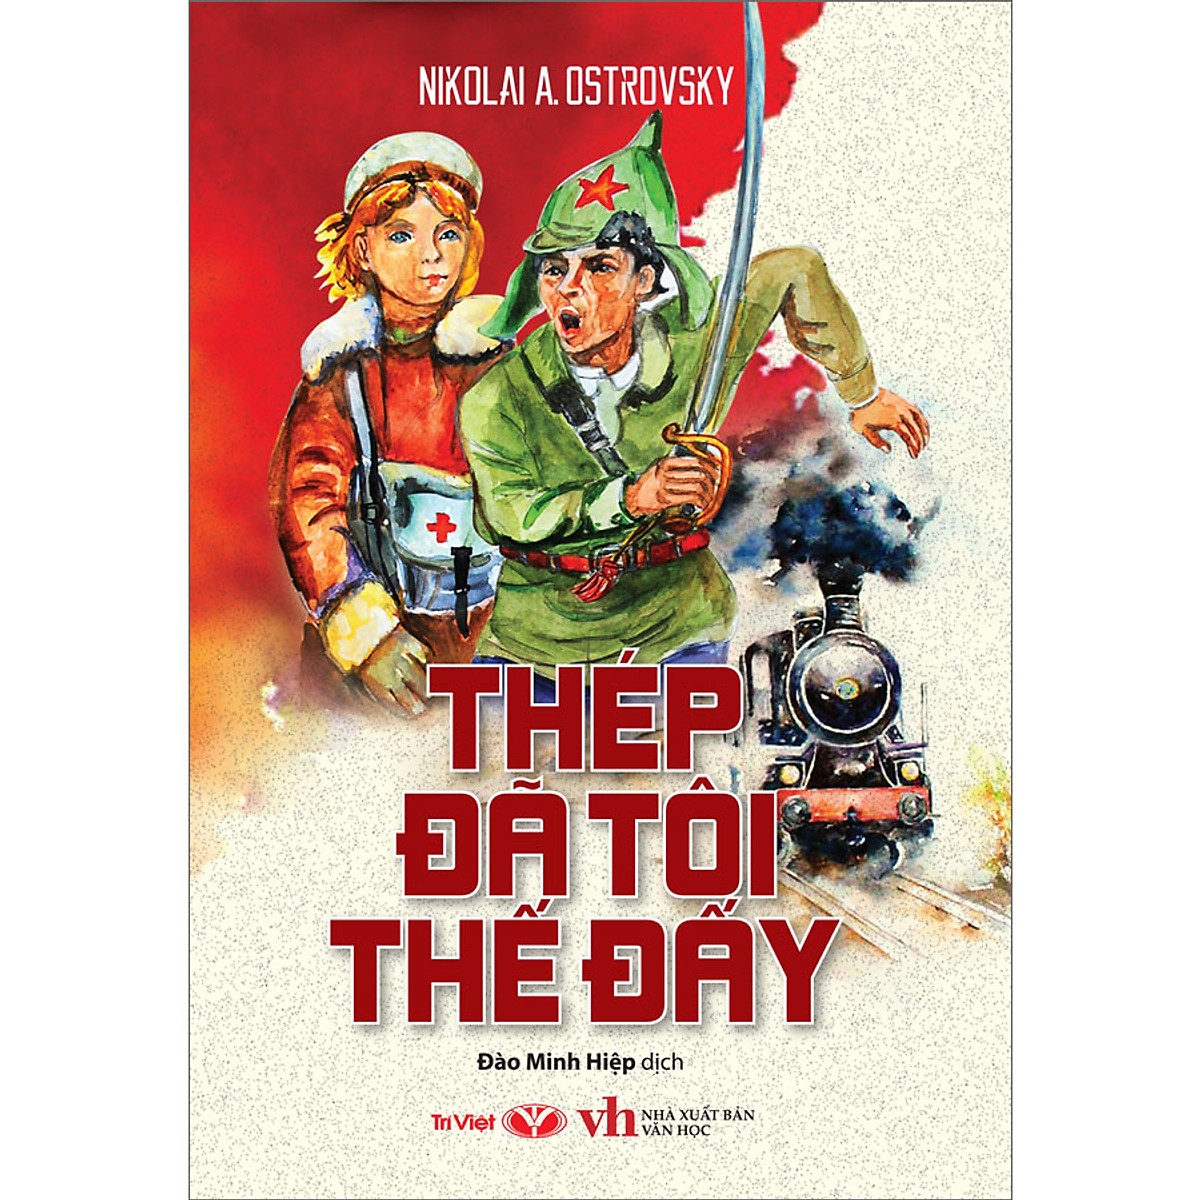 NIKOLAI A. OSTROVSKY
THÉP
ĐÃ TÔI
THẾ ĐẤY
Đào Minh Hiệp dịch
Trí Việt
vh NHÀ XUẤT BẢN
VĂN HỌC